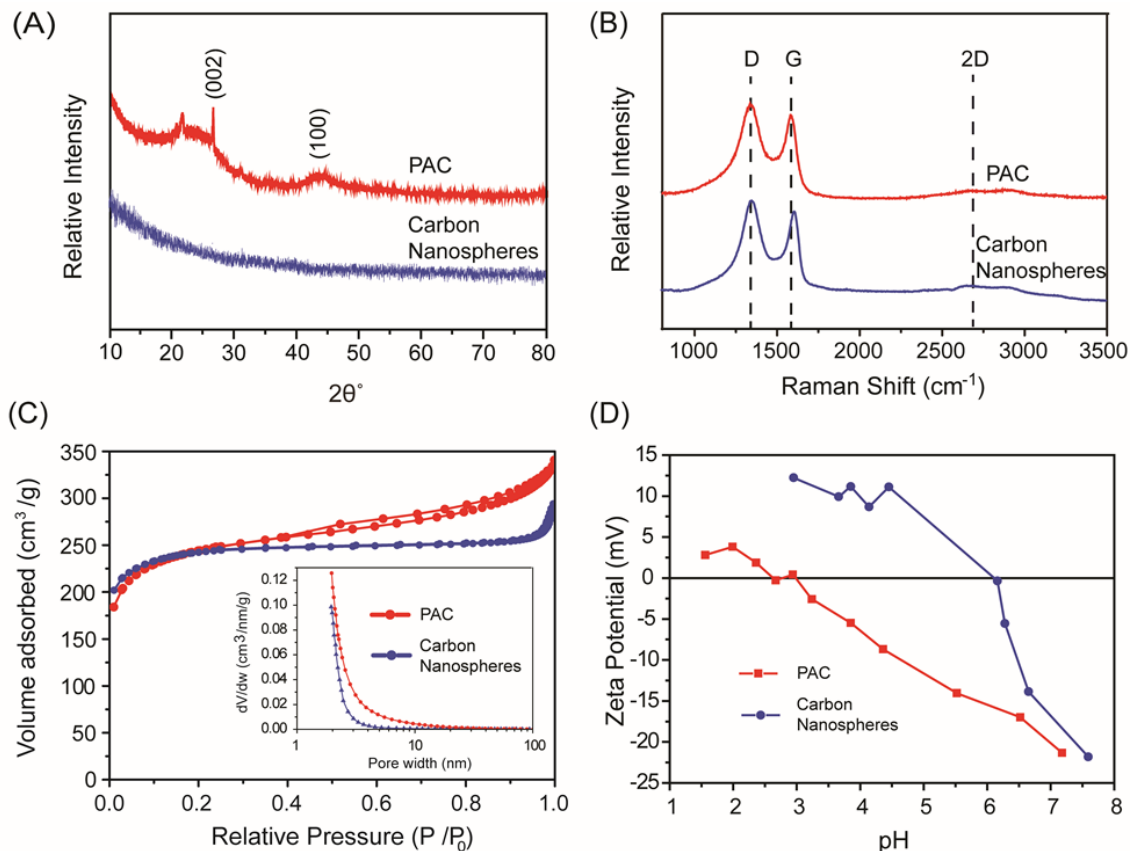 (A)
Relative Intensity
(002)
(100)
PAC
Carbon
Nanospheres
10 20 30 40 50 60 70 80
2θ°
(B)
Relative Intensity
D G 2D
PAC
Carbon
Nanospheres
1000 1500 2000 2500 3000 3500
Raman Shift (cm⁻¹)
(C)
Volume adsorbed (cm³/g)
350
300
250
200
150
100
50
0
0.0 0.2 0.4 0.6 0.8 1.0
Relative Pressure (P /P₀)
dV/dw (cm³/nm/g)
0.10
0.08
0.06
0.04
0.02
0.00
1 10 100
Pore width (nm)
PAC
Carbon
Nanospheres
(D)
Zeta Potential (mV)
15
10
5
0
-5
-10
-15
-20
-25
PAC
Carbon
Nanospheres
1 2 3 4 5 6 7 8
pH